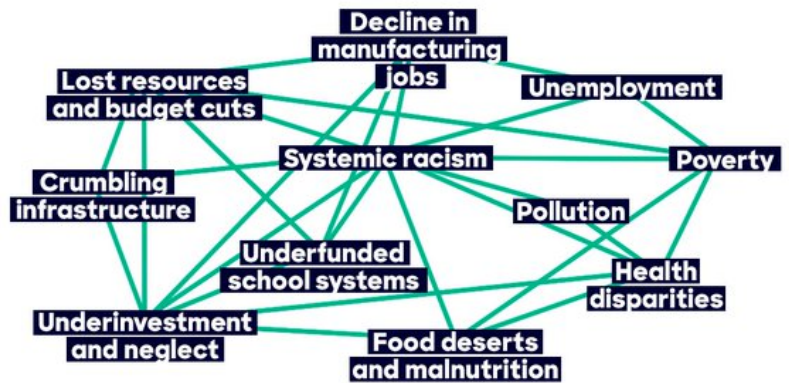 Decline in
manufacturing
jobs
Lost resources
and budget cuts
Unemployment
Systemic racism
Poverty
Crumbling
infrastructure
Pollution
Underfunded
school systems
Health
disparities
Underinvestment
and neglect
Food deserts
and malnutrition